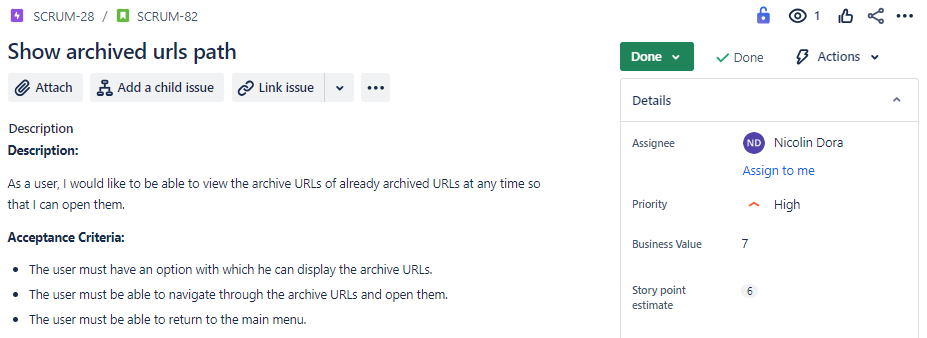 SCRUM-28 / SCRUM-82
1
Show archived urls path
Done
Done
Actions
Attach
Add a child issue
Link issue
Details
Description
Description:
As a user, I would like to be able to view the archive URLs of already archived URLs at any time so
that I can open them.
Acceptance Criteria:
• The user must have an option with which he can display the archive URLs.
• The user must be able to navigate through the archive URLs and open them.
• The user must be able to return to the main menu.
Assignee
ND Nicolin Dora
Assign to me
Priority
High
Business Value
7
Story point
estimate
6